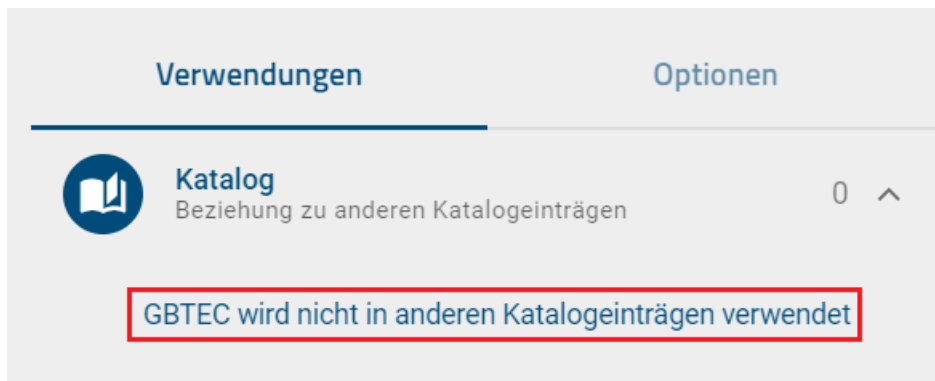 Verwendungen Optionen
Katalog
Beziehung zu anderen Katalogeinträgen 0
GBTEC wird nicht in anderen Katalogeinträgen verwendet